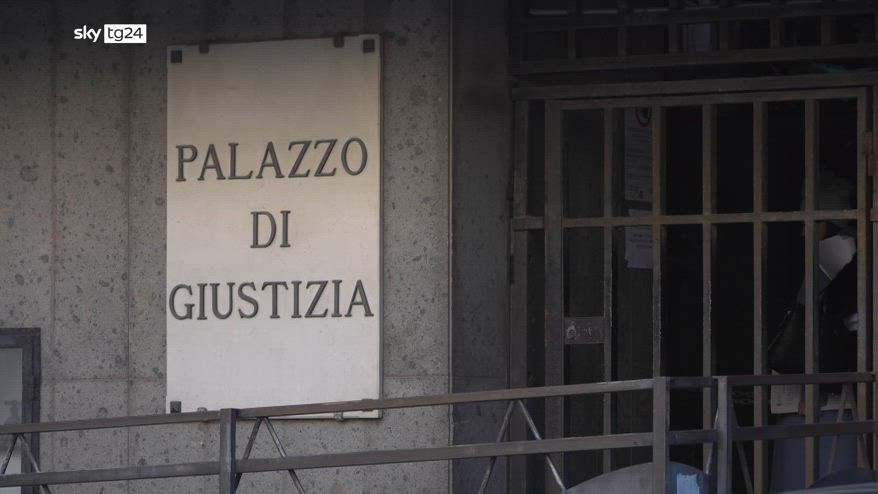 sky tg24
PALAZZO
DI
GIUSTIZIA